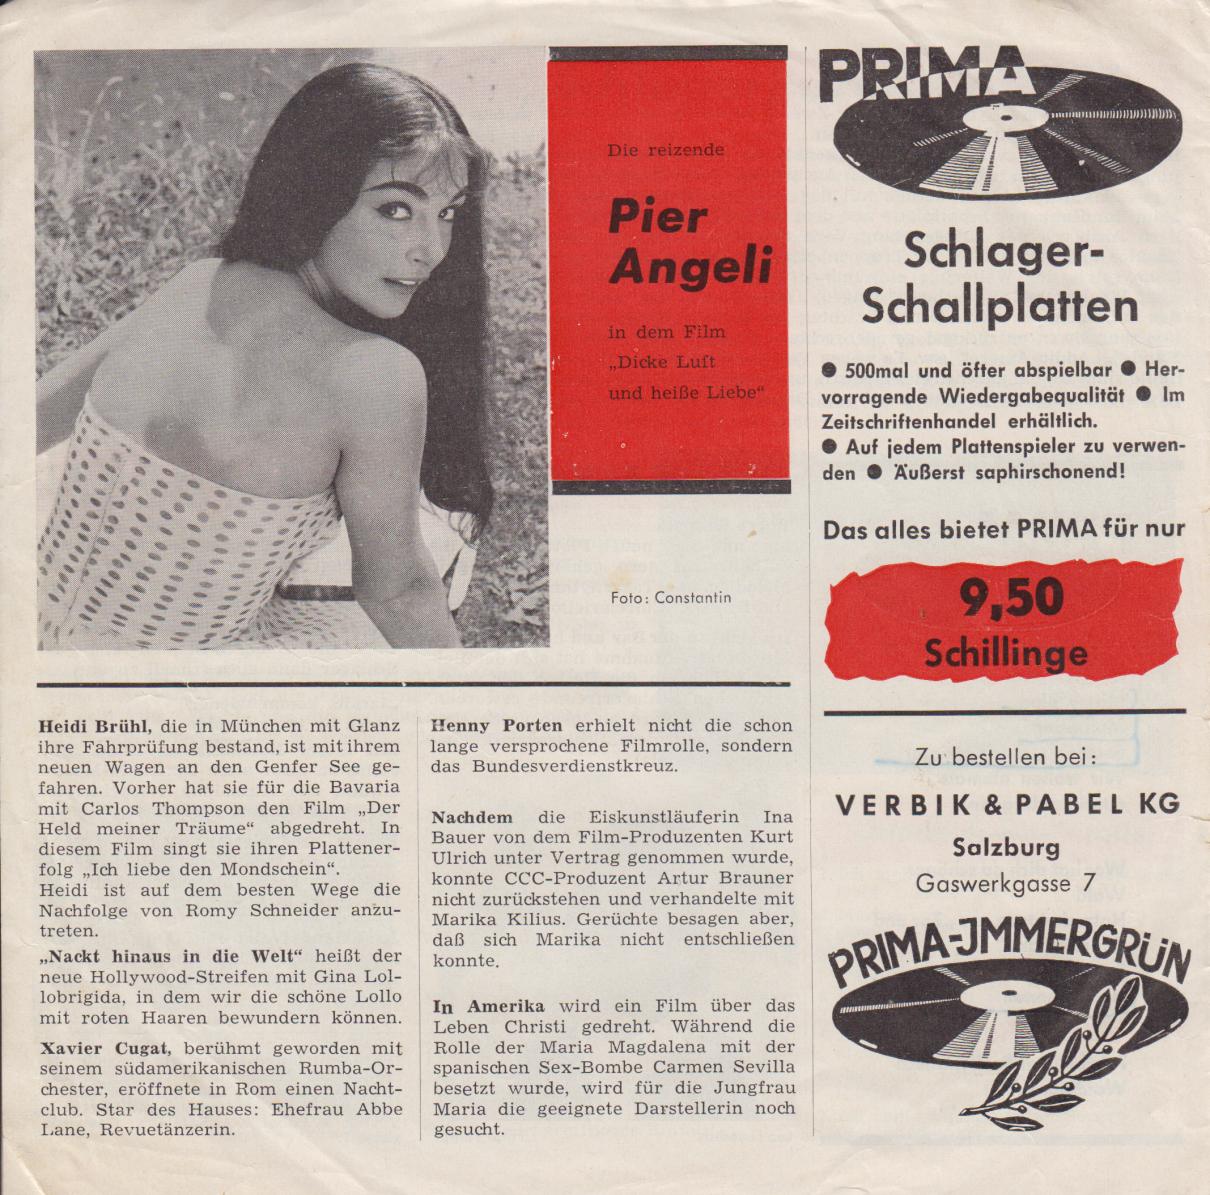 Die reizende
Pier
Angeli
in dem Film
„Dicke Luft
und heiße Liebe“
Foto: Constantin
Heidi Brühl, die in München mit Glanz
ihre Fahrprüfung bestand, ist mit ihrem
neuen Wagen an den Genfer See ge-
fahren. Vorher hat sie für die Bavaria
mit Carlos Thompson den Film „Der
Held meiner Träume“ abgedreht. In
diesem Film singt sie ihren Plattener-
folg „Ich liebe den Mondschein“.
Heidi ist auf dem besten Wege die
Nachfolge von Romy Schneider anzu-
treten.
„Nackt hinaus in die Welt“ heißt der
neue Hollywood-Streifen mit Gina Lol-
lobrigida, in dem wir die schöne Lollo
mit roten Haaren bewundern können.
Xavier Cugat, berühmt geworden mit
seinem südamerikanischen Rumba-Or-
chester, eröffnete in Rom einen Nacht-
club. Star des Hauses: Ehefrau Abbe
Lane, Revuetänzerin.
Henny Porten erhielt nicht die schon
lange versprochene Filmrolle, sondern
das Bundesverdienstkreuz.
Nachdem die Eiskunstläuferin Ina
Bauer von dem Film-Produzenten Kurt
Ulrich unter Vertrag genommen wurde,
konnte CCC-Produzent Artur Brauner
nicht zurückstehen und verhandelte mit
Marika Kilius. Gerüchte besagen aber,
daß sich Marika nicht entschließen
konnte.
In Amerika wird ein Film über das
Leben Christi gedreht. Während die
Rolle der Maria Magdalena mit der
spanischen Sex-Bombe Carmen Sevilla
besetzt wurde, wird für die Jungfrau
Maria die geeignete Darstellerin noch
gesucht.
PRIMA
Schlager-
Schallplatten
● 500mal und öfter abspielbar ● Her-
vorragende Wiedergabequalität ● Im
Zeitschriftenhandel erhältlich.
● Auf jedem Plattenspieler zu verwen-
den ● Äußerst saphirschonend!
Das alles bietet PRIMA für nur
9,50
Schillinge
Zu bestellen bei:
VERBIK & PABEL KG
Salzburg
Gaswerkgasse 7
PRIMA-JMMERGRÜN